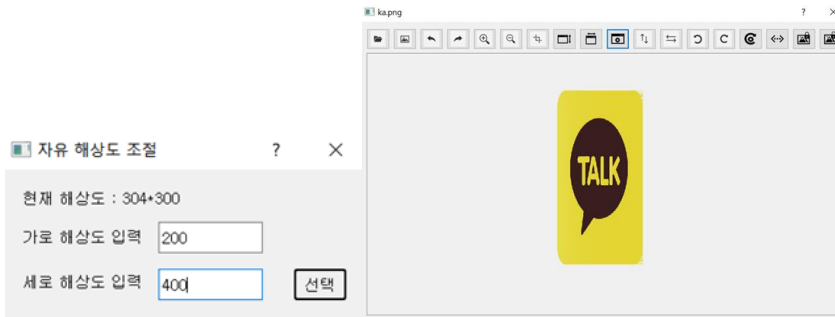 ka.png
?
자유 해상도 조절
?
현재 해상도 : 304*300
가로 해상도 입력 200
세로 해상도 입력 400
선택
TALK